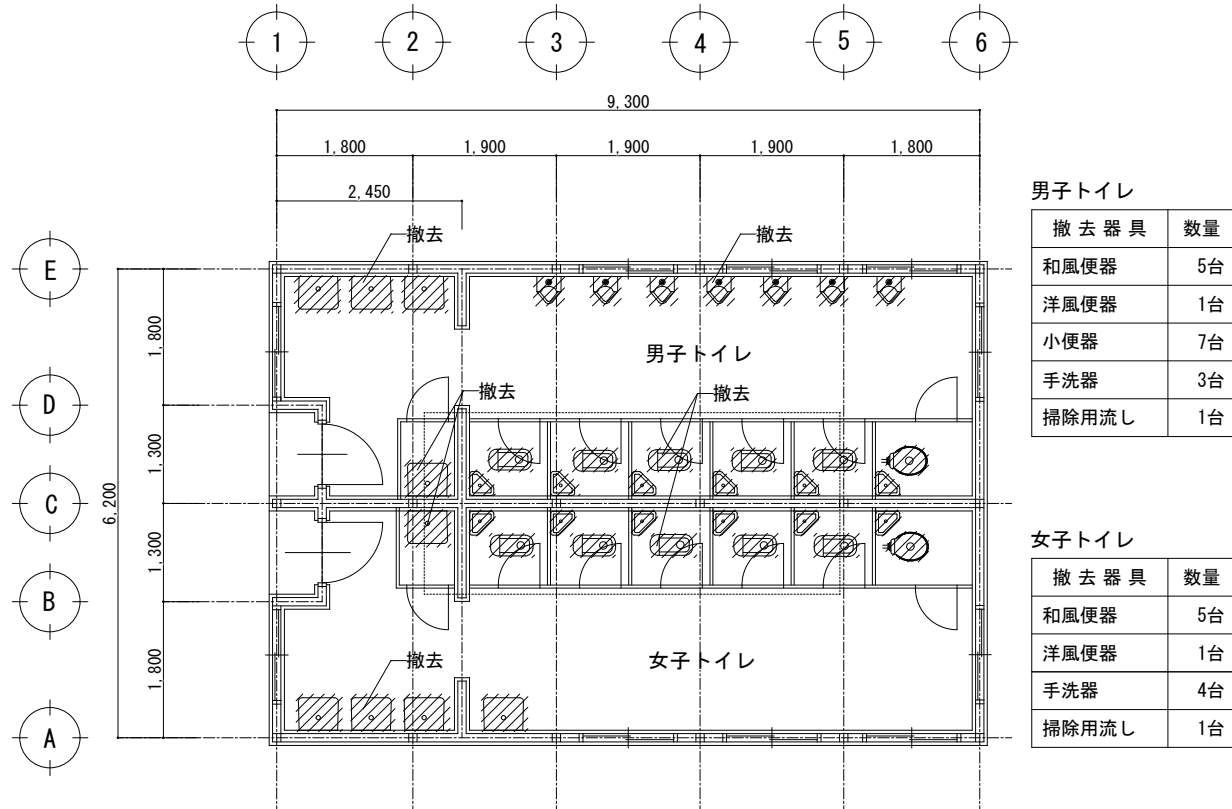 1 2 3 4 5 6
9,300
1,800 1,900 1,900 1,900 1,800
2,450
撤去 撤去
E
D
C
B
A
1,800
1,300
1,300
1,800
6,200
男子トイレ
撤去 撤去
女子トイレ
撤去
男子トイレ
撤去器具 数量
和風便器 5台
洋風便器 1台
小便器 7台
手洗器 3台
掃除用流し 1台
女子トイレ
撤去器具 数量
和風便器 5台
洋風便器 1台
手洗器 4台
掃除用流し 1台